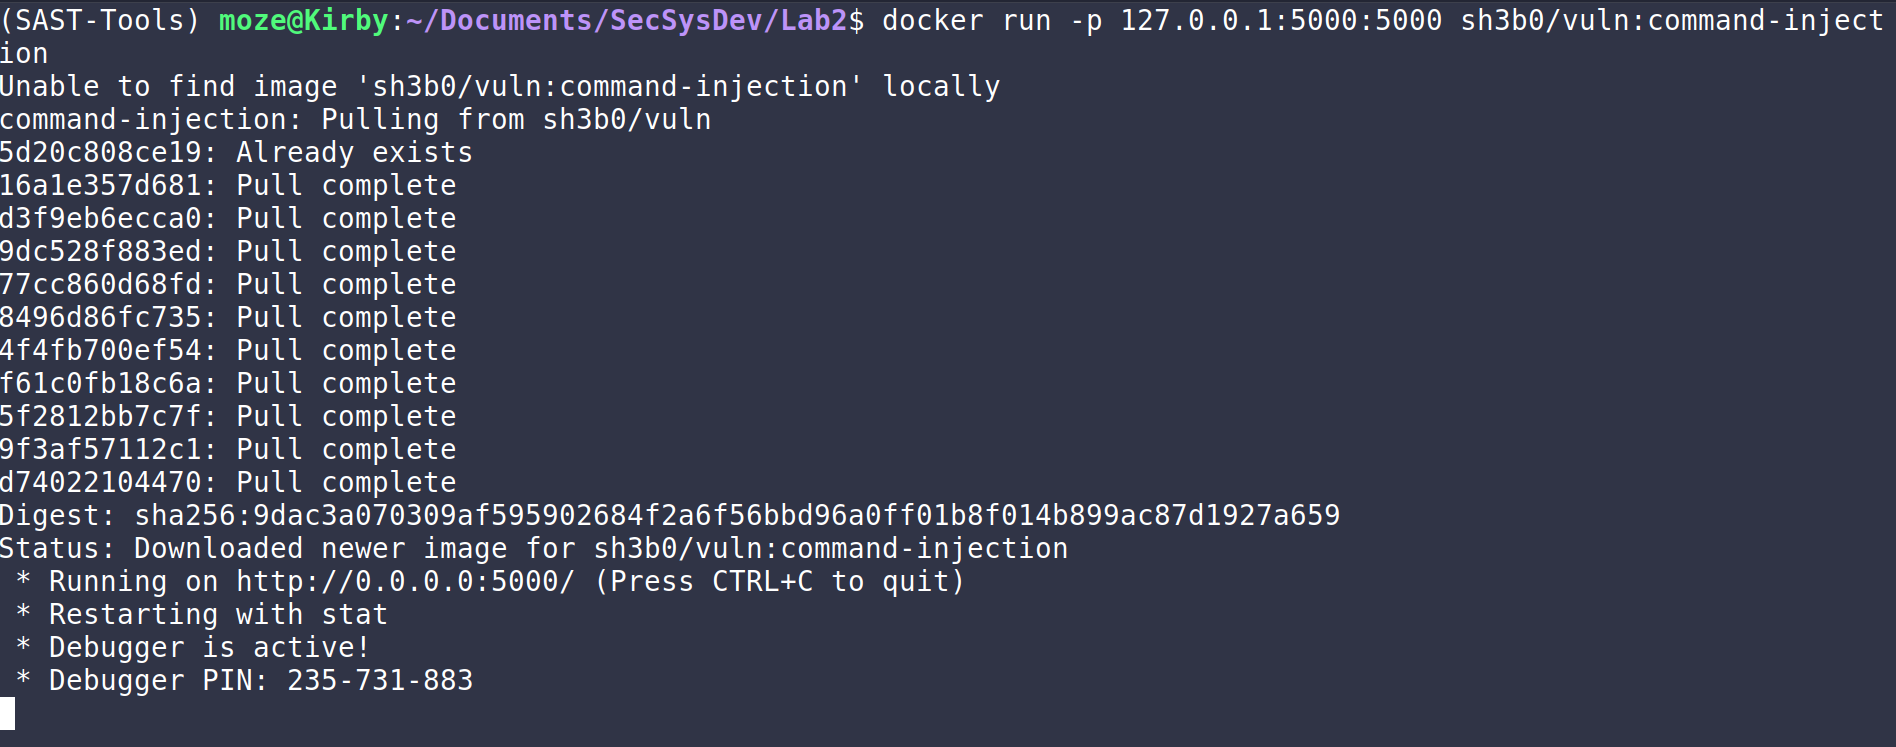 (SAST-Tools) moze@Kirby:~/Documents/SecSysDev/Lab2$ docker run -p 127.0.0.1:5000:5000 sh3b0/vuln:command-inject
ion
Unable to find image 'sh3b0/vuln:command-injection' locally
command-injection: Pulling from sh3b0/vuln
5d20c808ce19: Already exists
16a1e357d681: Pull complete
d3f9eb6ecca0: Pull complete
9dc528f883ed: Pull complete
77cc860d68fd: Pull complete
8496d86fc735: Pull complete
4f4fb700ef54: Pull complete
f61c0fb18c6a: Pull complete
5f2812bb7c7f: Pull complete
9f3af57112c1: Pull complete
d74022104470: Pull complete
Digest: sha256:9dac3a070309af595902684f2a6f56bbd96a0ff01b8f014b899ac87d1927a659
Status: Downloaded newer image for sh3b0/vuln:command-injection
 * Running on http://0.0.0.0:5000/ (Press CTRL+C to quit)
 * Restarting with stat
 * Debugger is active!
 * Debugger PIN: 235-731-883